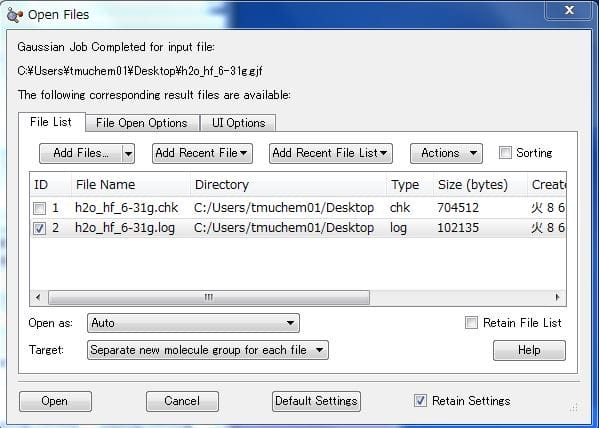 Open Files
Gaussian Job Completed for input file:
C:¥Users¥tmuchem01¥Desktop¥h2o_hf_6-31g.gjf
The following corresponding result files are available:
File List File Open Options UI Options
Add Files... Add Recent File Add Recent File List Actions Sorting
ID File Name Directory Type Size (bytes) Create
1 h2o_hf_6-31g.chk C:/Users/tmuchem01/Desktop chk 704512 火 8 6
2 h2o_hf_6-31g.log C:/Users/tmuchem01/Desktop log 102135 火 8 6
Open as: Auto Retain File List
Target: Separate new molecule group for each file Help
Open Cancel Default Settings Retain Settings